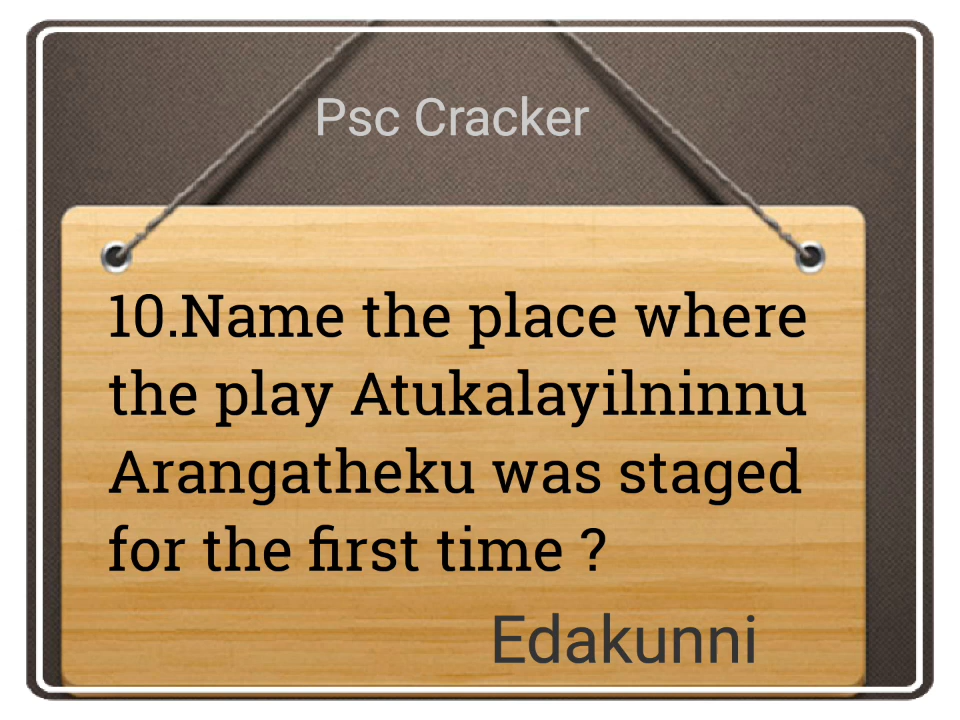 Psc Cracker
10.Name the place where
the play Atukalayilninnu
Arangatheku was staged
for the first time ?
Edakunni